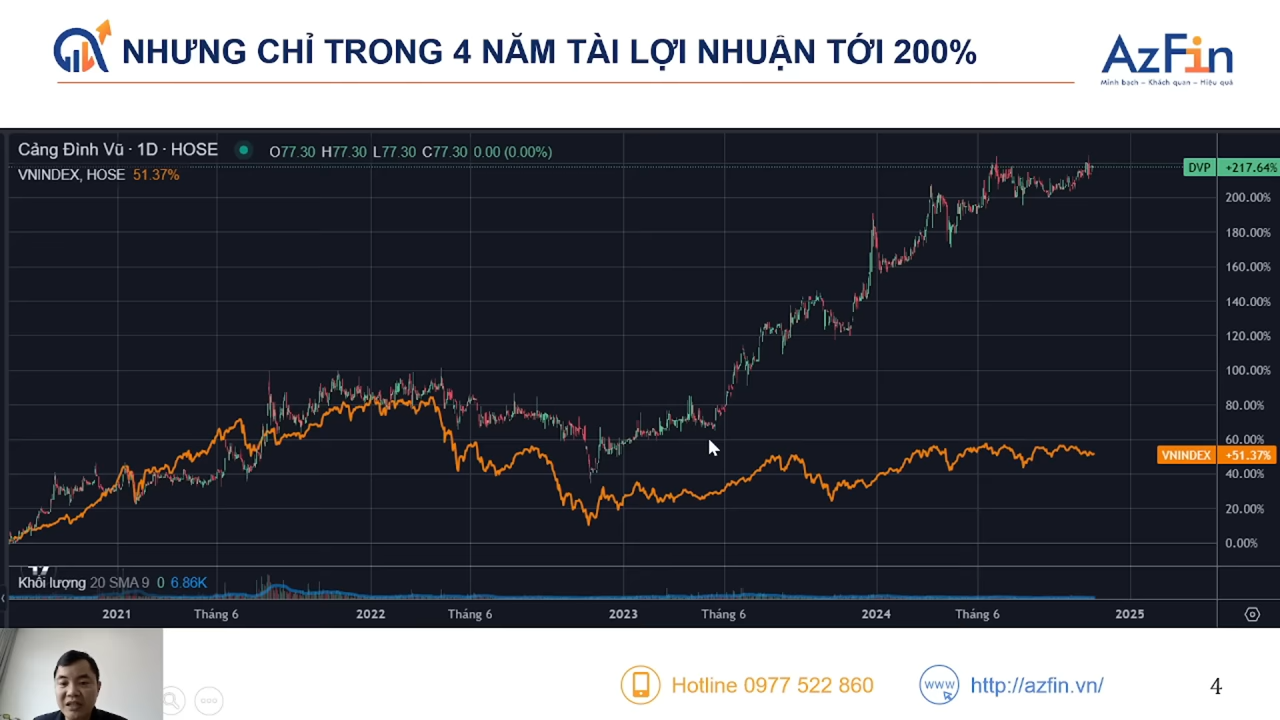 NHƯNG CHỈ TRONG 4 NĂM TÀI LỢI NHUẬN TỚI 200%
AzFin
Minh bạch – Khách quan – Hiệu quả
Cảng Đình Vũ · 1D · HOSE
O77.30 H77.30 L77.30 C77.30 0.00 (0.00%)
VNINDEX, HOSE 51.37%
DVP +217.64%
200.00%
180.00%
160.00%
140.00%
120.00%
100.00%
80.00%
60.00%
VNINDEX +51.37%
40.00%
20.00%
0.00%
Khối lượng 20 SMA 9 0 6.86K
2021 Tháng 6 2022 Tháng 6 2023 Tháng 6 2024 Tháng 6 2025
Hotline 0977 522 860
www
http://azfin.vn/
4